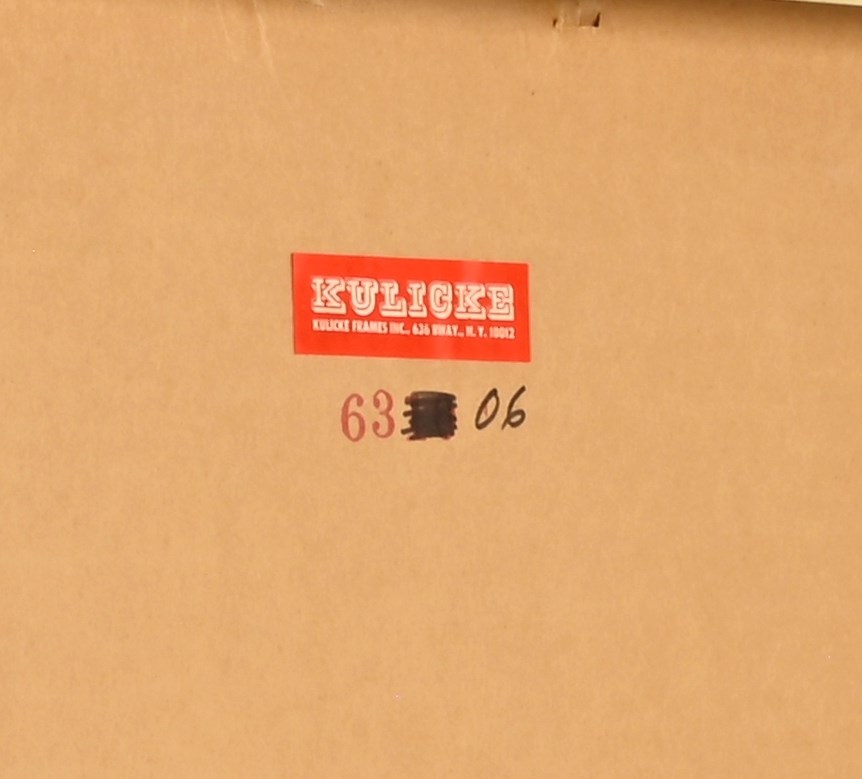 KULICKE
KULICKE FRAMES INC., 636 BWAY., N. Y. 10012
63 06